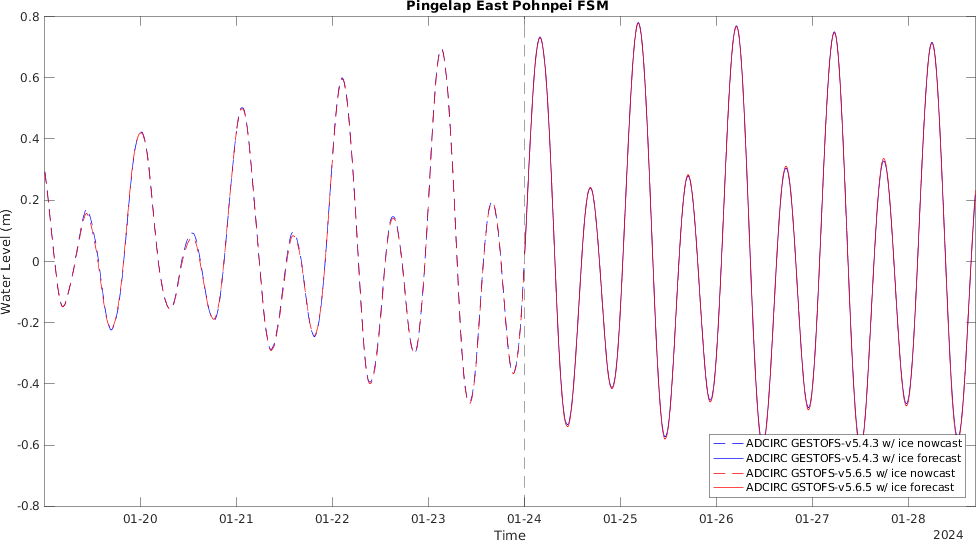 Pingelap East Pohnpei FSM
0.8
0.6
0.4
0.2
0
-0.2
-0.4
-0.6
-0.8
Water Level (m)
01-20 01-21 01-22 01-23 01-24 01-25 01-26 01-27 01-28
Time
2024
ADCIRC GESTOFS-v5.4.3 w/ ice nowcast
ADCIRC GESTOFS-v5.4.3 w/ ice forecast
ADCIRC GSTOFS-v5.6.5 w/ ice nowcast
ADCIRC GSTOFS-v5.6.5 w/ ice forecast